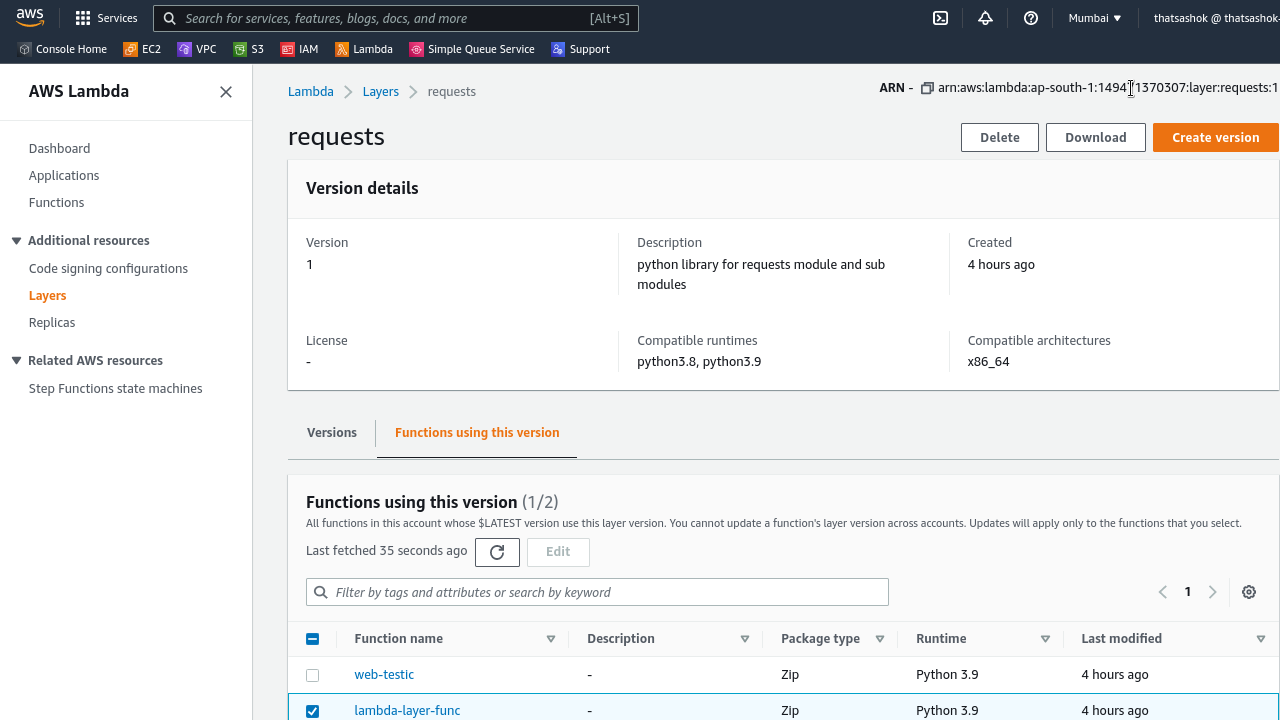 aws Services Search for services, features, blogs, docs, and more [Alt+S] Mumbai ▼ thatsashok @ thatsashok-
Console Home EC2 VPC S3 IAM Lambda Simple Queue Service Support
AWS Lambda
Dashboard
Applications
Functions
Additional resources
Code signing configurations
Layers
Replicas
Related AWS resources
Step Functions state machines
Lambda > Layers > requests
ARN - arn:aws:lambda:ap-south-1:1494 1370307:layer:requests:1
requests
Delete Download Create version
Version details
Version
1
Description
python library for requests module and sub
modules
Created
4 hours ago
License
-
Compatible runtimes
python3.8, python3.9
Compatible architectures
x86_64
Versions Functions using this version
Functions using this version (1/2)
All functions in this account whose $LATEST version use this layer version. You cannot update a function's layer version across accounts. Updates will apply only to the functions that you select.
Last fetched 35 seconds ago Edit
Filter by tags and attributes or search by keyword 1
Function name Description Package type Runtime Last modified
web-testic - Zip Python 3.9 4 hours ago
lambda-layer-func - Zip Python 3.9 4 hours ago